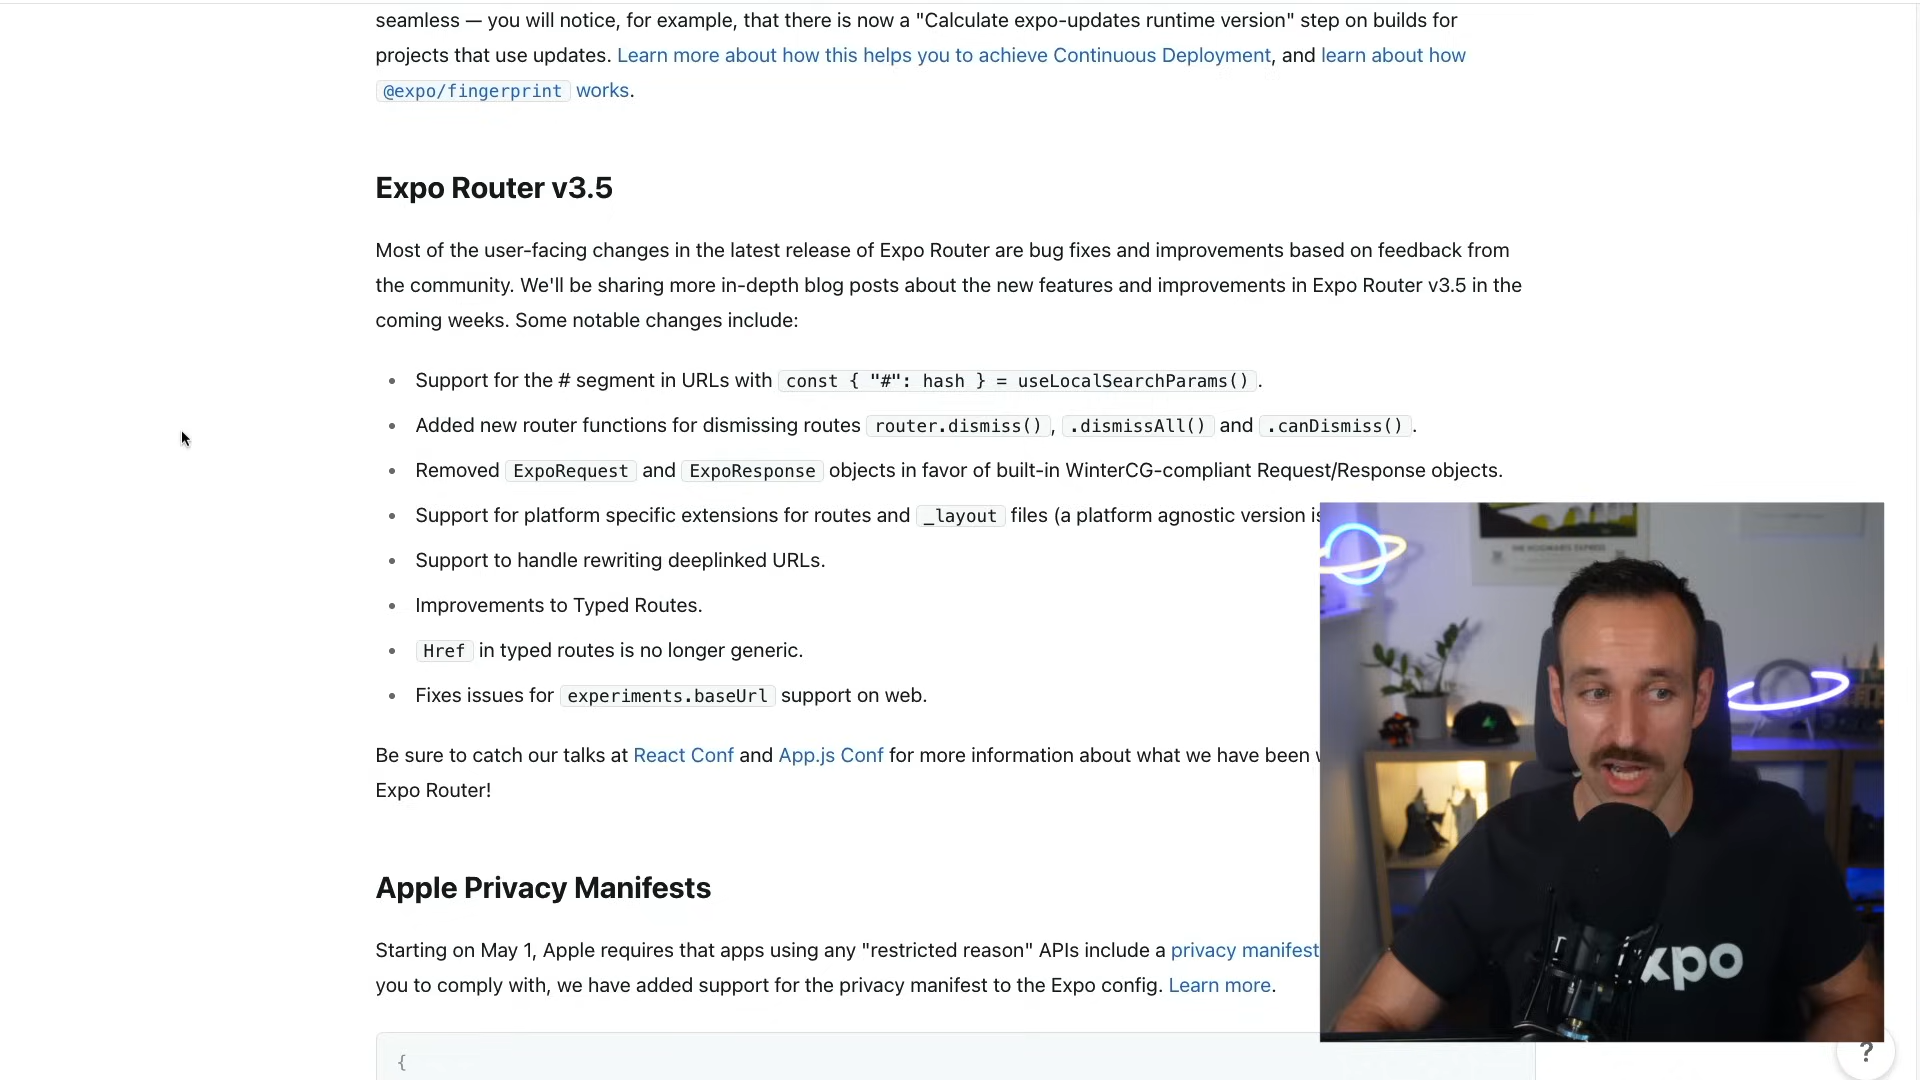 seamless — you will notice, for example, that there is now a "Calculate expo-updates runtime version" step on builds for
projects that use updates. Learn more about how this helps you to achieve Continuous Deployment, and learn about how
@expo/fingerprint works.
Expo Router v3.5
Most of the user-facing changes in the latest release of Expo Router are bug fixes and improvements based on feedback from
the community. We'll be sharing more in-depth blog posts about the new features and improvements in Expo Router v3.5 in the
coming weeks. Some notable changes include:
• Support for the # segment in URLs with const { "#": hash } = useLocalSearchParams().
• Added new router functions for dismissing routes router.dismiss(), .dismissAll() and .canDismiss().
• Removed ExpoRequest and ExpoResponse objects in favor of built-in WinterCG-compliant Request/Response objects.
• Support for platform specific extensions for routes and _layout files (a platform agnostic version is
• Support to handle rewriting deeplinked URLs.
• Improvements to Typed Routes.
• Href in typed routes is no longer generic.
• Fixes issues for experiments.baseUrl support on web.
Be sure to catch our talks at React Conf and App.js Conf for more information about what we have been
Expo Router!
Apple Privacy Manifests
Starting on May 1, Apple requires that apps using any "restricted reason" APIs include a privacy manifest
you to comply with, we have added support for the privacy manifest to the Expo config. Learn more.
{
THE HOGWARTS EXPRESS
xpo
?